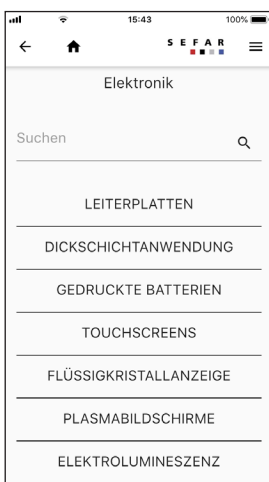 15:43
100%
SEFAR
Elektronik
Suchen
LEITERPLATTEN
DICKSCHICHTANWENDUNG
GEDRUCKTE BATTERIEN
TOUCHSCREENS
FLÜSSIGKRISTALLANZEIGE
PLASMABILDSCHIRME
ELEKTROLUMINESZENZ